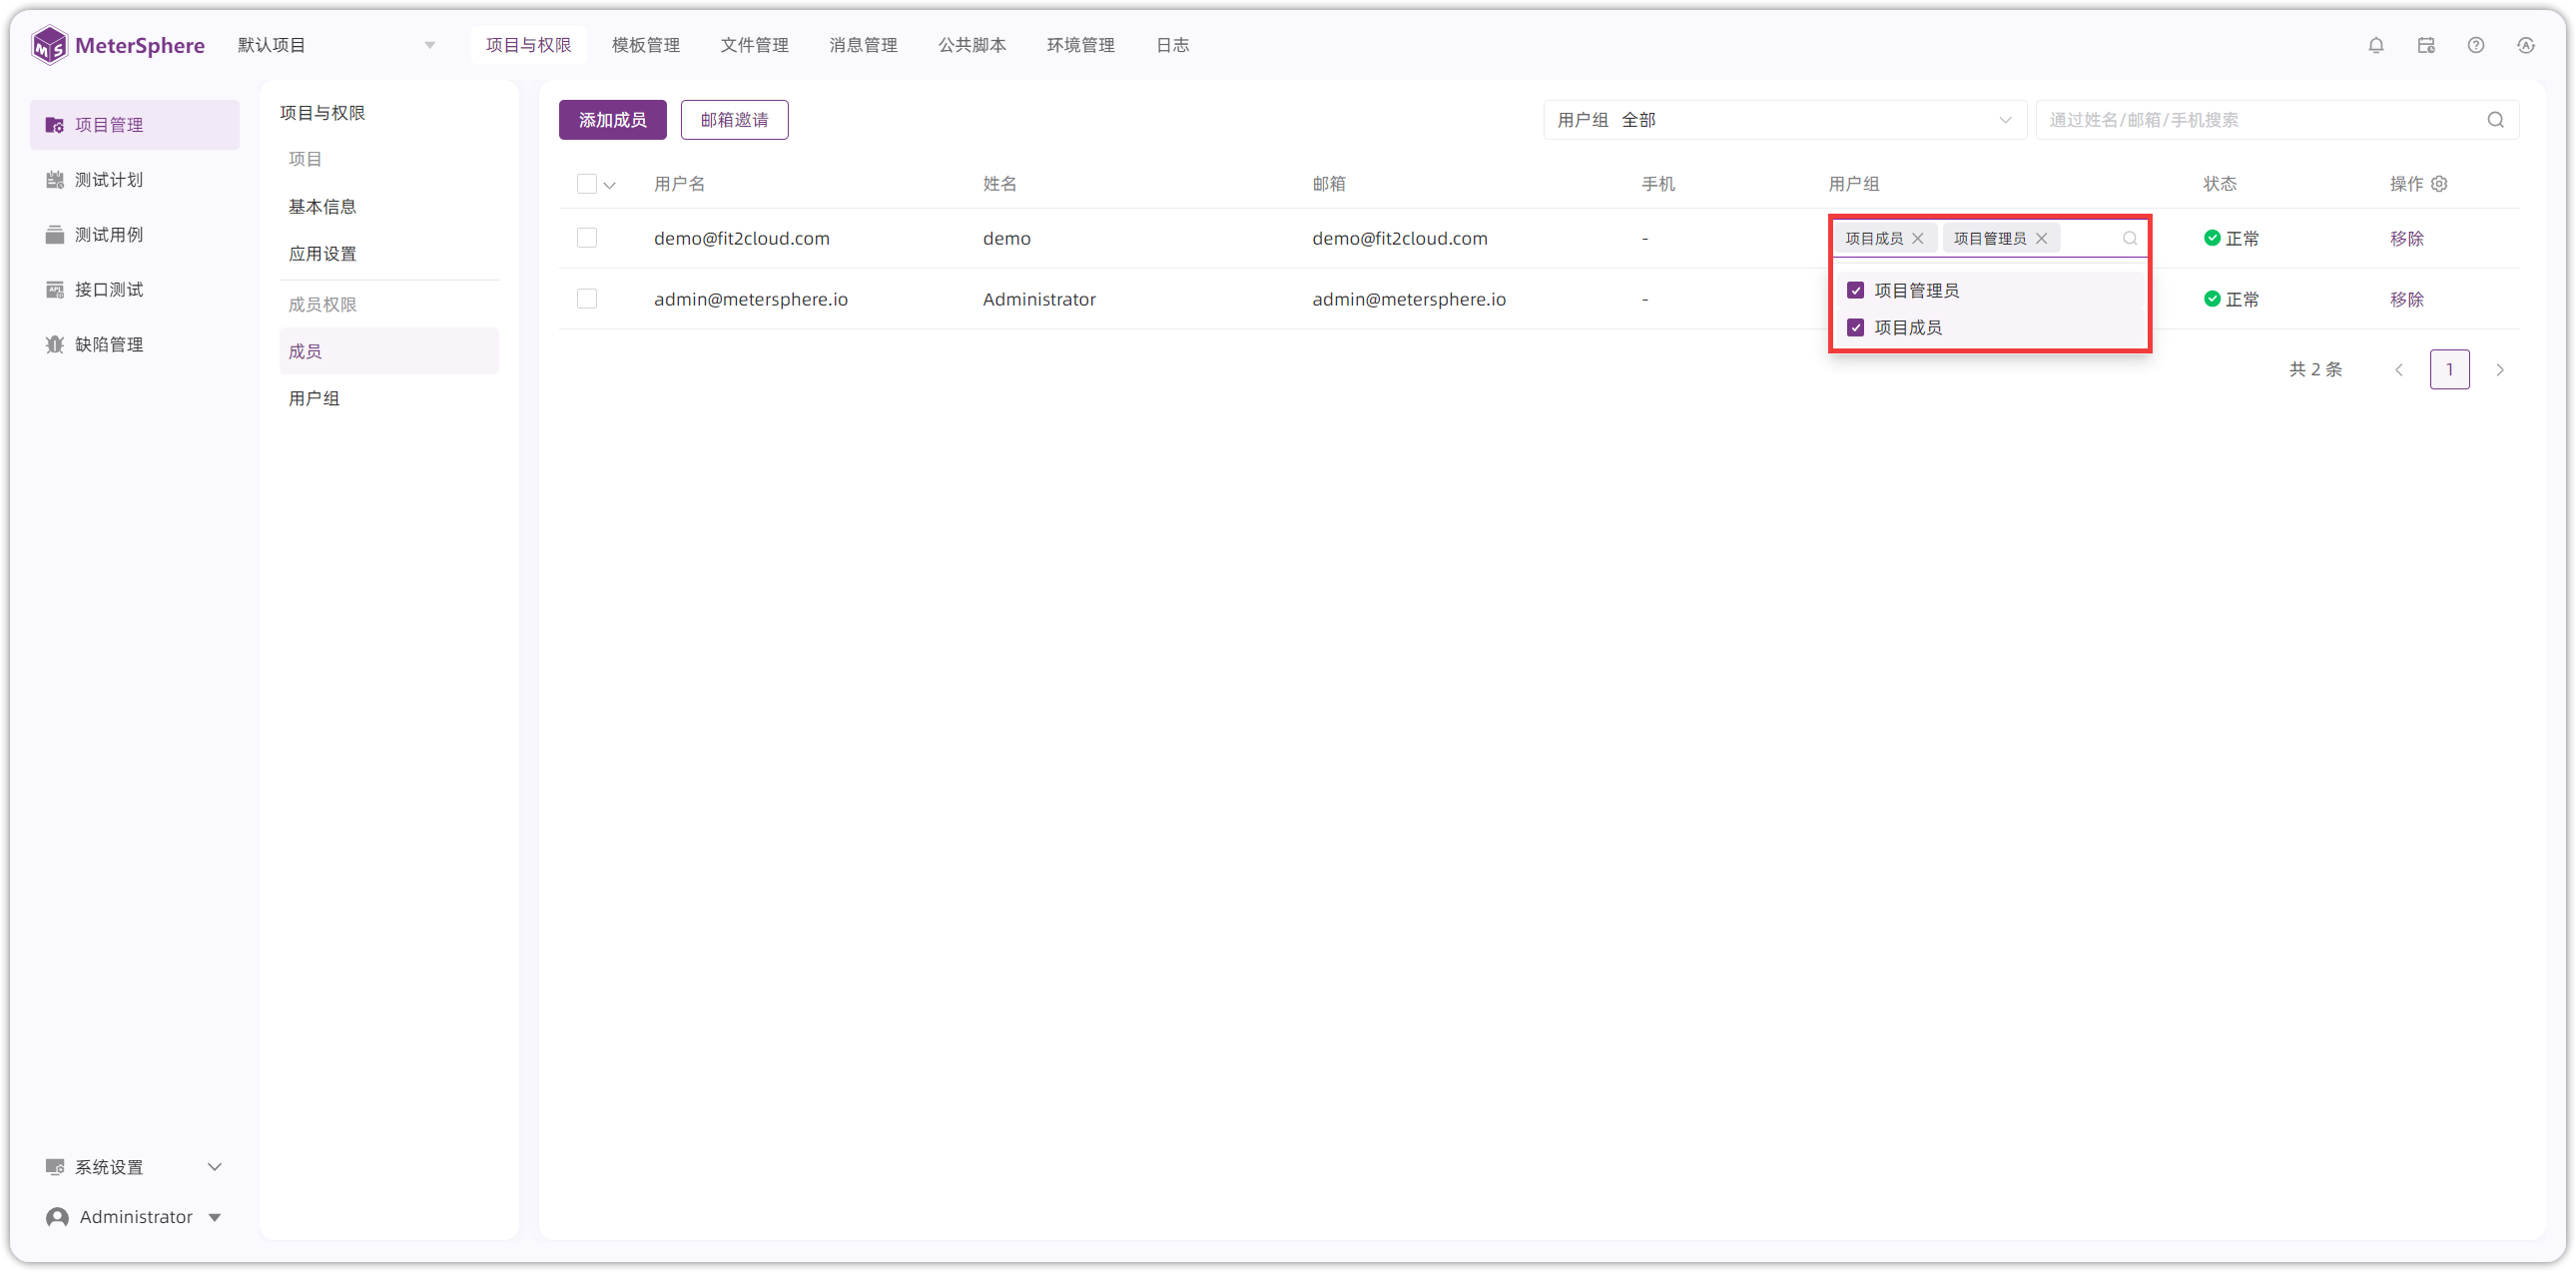 MeterSphere 默认项目 项目与权限 模板管理 文件管理 消息管理 公共脚本 环境管理 日志
项目管理
测试计划
测试用例
接口测试
缺陷管理
系统设置
Administrator
项目与权限
项目
基本信息
应用设置
成员权限
成员
用户组
添加成员 邮箱邀请 用户组 全部 通过姓名/邮箱/手机搜索
用户名 姓名 邮箱 手机 用户组 状态 操作
demo@fit2cloud.com demo demo@fit2cloud.com - 项目成员 项目管理员 正常 移除
admin@metersphere.io Administrator admin@metersphere.io - 正常 移除
项目管理员
项目成员
共 2 条 1